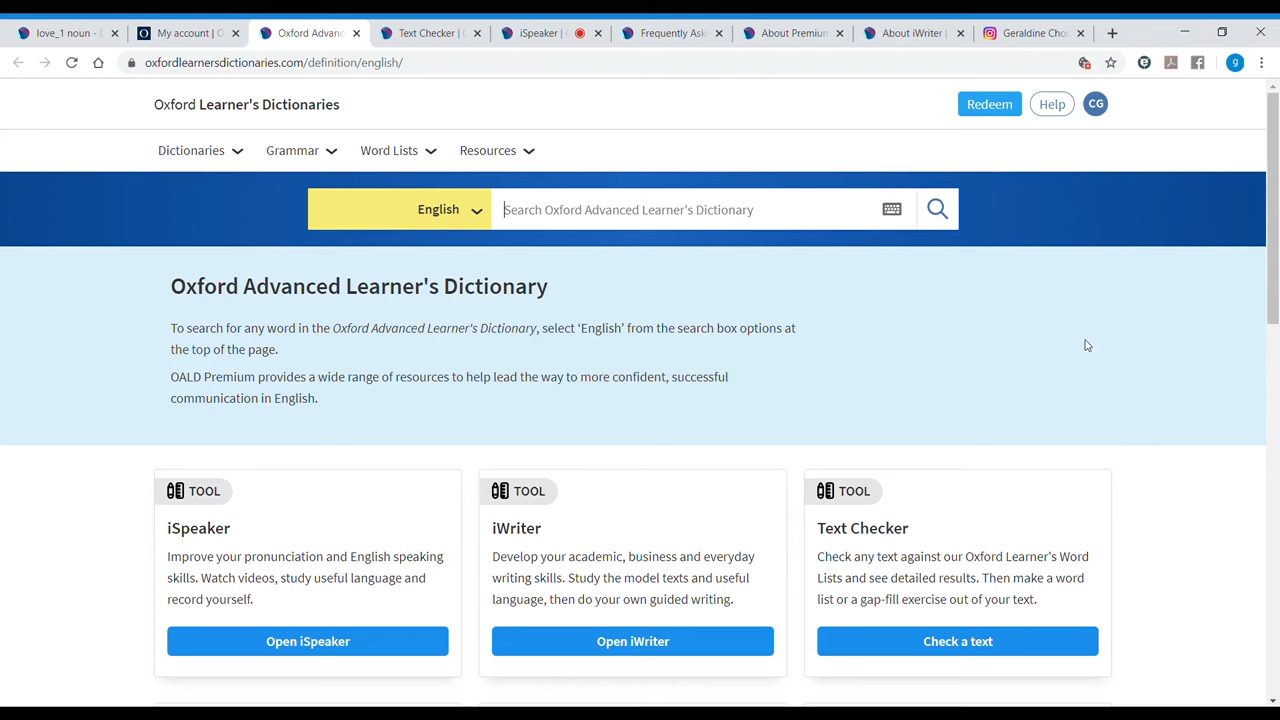 love_1 noun - D
My account | O
Oxford Advanc
Text Checker | O
iSpeaker | O
Frequently Aski
About Premium
About iWriter |
Geraldine Choc
oxfordlearnersdictionaries.com/definition/english/
g
Oxford Learner's Dictionaries
Redeem
Help
CG
Dictionaries
Grammar
Word Lists
Resources
English
Search Oxford Advanced Learner's Dictionary
Oxford Advanced Learner's Dictionary
To search for any word in the Oxford Advanced Learner's Dictionary, select ‘English’ from the search box options at
the top of the page.
OALD Premium provides a wide range of resources to help lead the way to more confident, successful
communication in English.
TOOL
iSpeaker
Improve your pronunciation and English speaking
skills. Watch videos, study useful language and
record yourself.
Open iSpeaker
TOOL
iWriter
Develop your academic, business and everyday
writing skills. Study the model texts and useful
language, then do your own guided writing.
Open iWriter
TOOL
Text Checker
Check any text against our Oxford Learner's Word
Lists and see detailed results. Then make a word
list or a gap-fill exercise out of your text.
Check a text